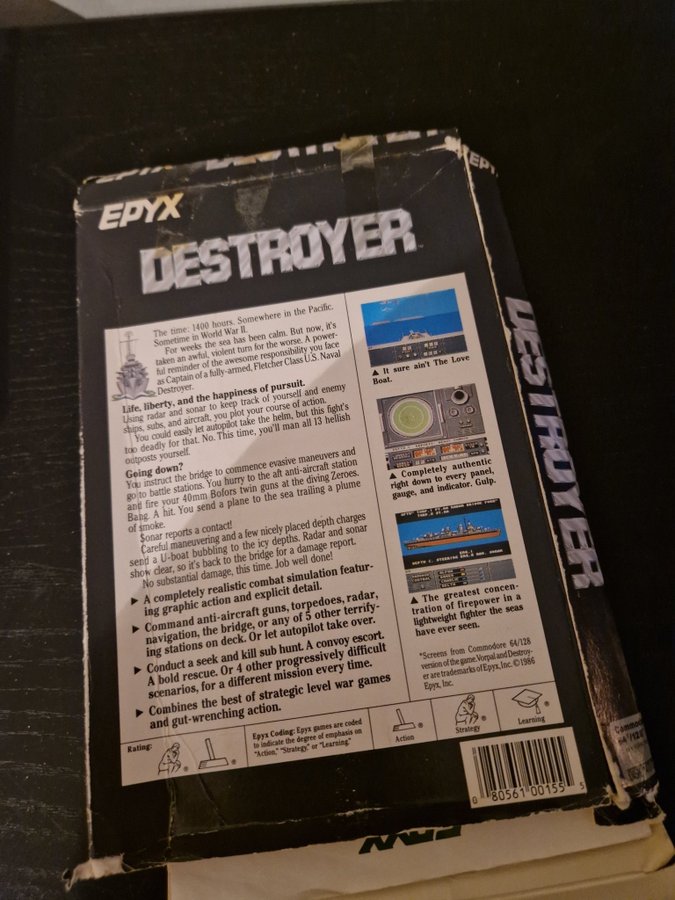 EPYX
DESTROYER™
The time: 1400 hours. Somewhere in the Pacific.
Sometime in World War II.
For weeks the sea has been calm. But now, it's
taken an awful, violent turn for the worse. A power-
ful reminder of the awesome responsibility you face
as Captain of a fully-armed, Fletcher Class U.S. Naval
Destroyer.
Life, liberty, and the happiness of pursuit.
Using radar and sonar to keep track of yourself and enemy
ships, subs, and aircraft, you plot your course of action.
You could easily let autopilot take the helm, but this fight's
too deadly for that. No. This time, you'll man all 13 hellish
outposts yourself.
Going down?
You instruct the bridge to commence evasive maneuvers and
go to battle stations. You hurry to the aft anti-aircraft station
and fire your 40mm Bofors twin guns at the diving Zeroes.
Bang. A hit. You send a plane to the sea trailing a plume
of smoke.
Sonar reports a contact!
Careful maneuvering and a few nicely placed depth charges
send a U-boat bubbling to the icy depths. Radar and sonar
show clear, so it's back to the bridge for a damage report.
No substantial damage, this time. Job well done!
▶ A completely realistic combat simulation featur-
ing graphic action and explicit detail.
▶ Command anti-aircraft guns, torpedoes, radar,
navigation, the bridge, or any of 5 other terrify-
ing stations on deck. Or let autopilot take over.
▶ Conduct a seek and kill sub hunt. A convoy escort.
A bold rescue. Or 4 other progressively difficult
scenarios, for a different mission every time.
▶ Combines the best of strategic level war games
and gut-wrenching action.
▲ It sure ain't The Love
Boat.
▲ Completely authentic
right down to every panel,
gauge, and indicator. Gulp.
▲ The greatest concen-
tration of firepower in a
lightweight fighter the seas
have ever seen.
*Screens from Commodore 64/128
version of the game. Vorpal and Destroy-
er are trademarks of Epyx, Inc. © 1986
Epyx, Inc.
Rating:
Epyx Coding: Epyx games are coded
to indicate the degree of emphasis on
"Action," "Strategy," or "Learning."
Action
Strategy
Learning
0 80561 00155 5
DESTROYER
EPYX